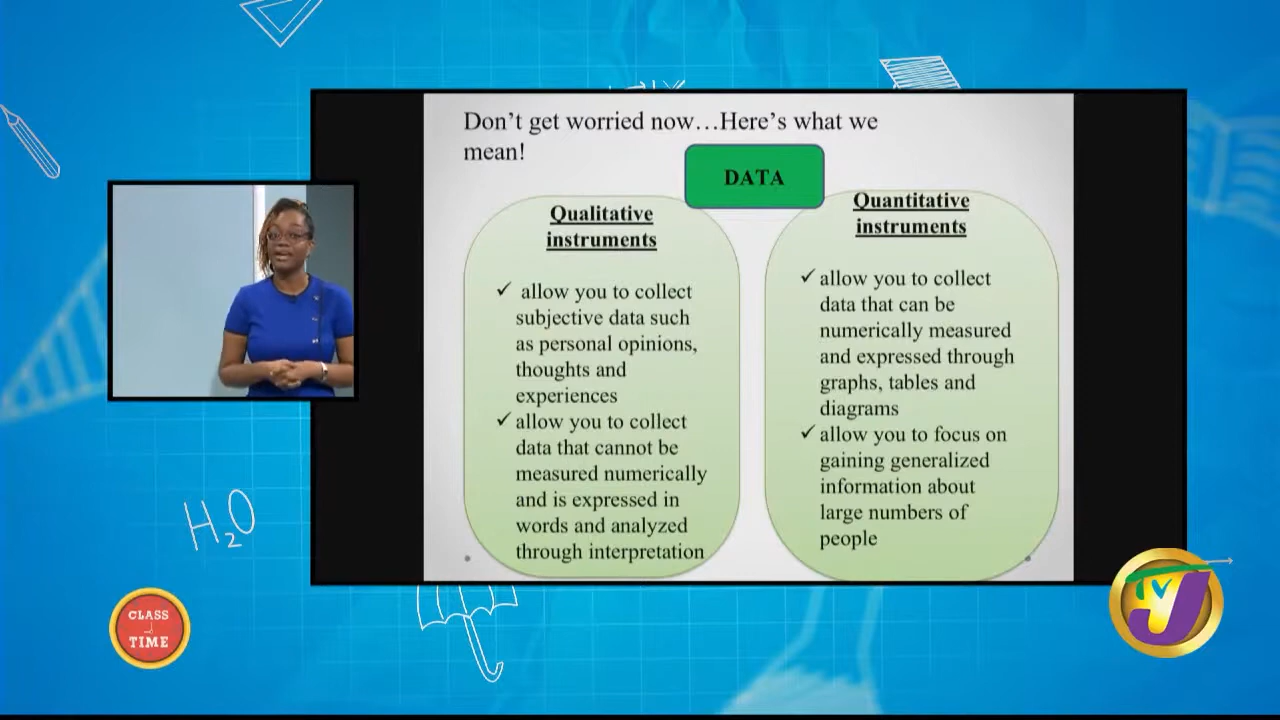 Don't get worried now…Here's what we
mean!
DATA
Qualitative
instruments
✓ allow you to collect
subjective data such
as personal opinions,
thoughts and
experiences
✓ allow you to collect
data that cannot be
measured numerically
and is expressed in
words and analyzed
through interpretation
Quantitative
instruments
✓ allow you to collect
data that can be
numerically measured
and expressed through
graphs, tables and
diagrams
✓ allow you to focus on
gaining generalized
information about
large numbers of
people
H₂O
CLASS
TIME
TVJ